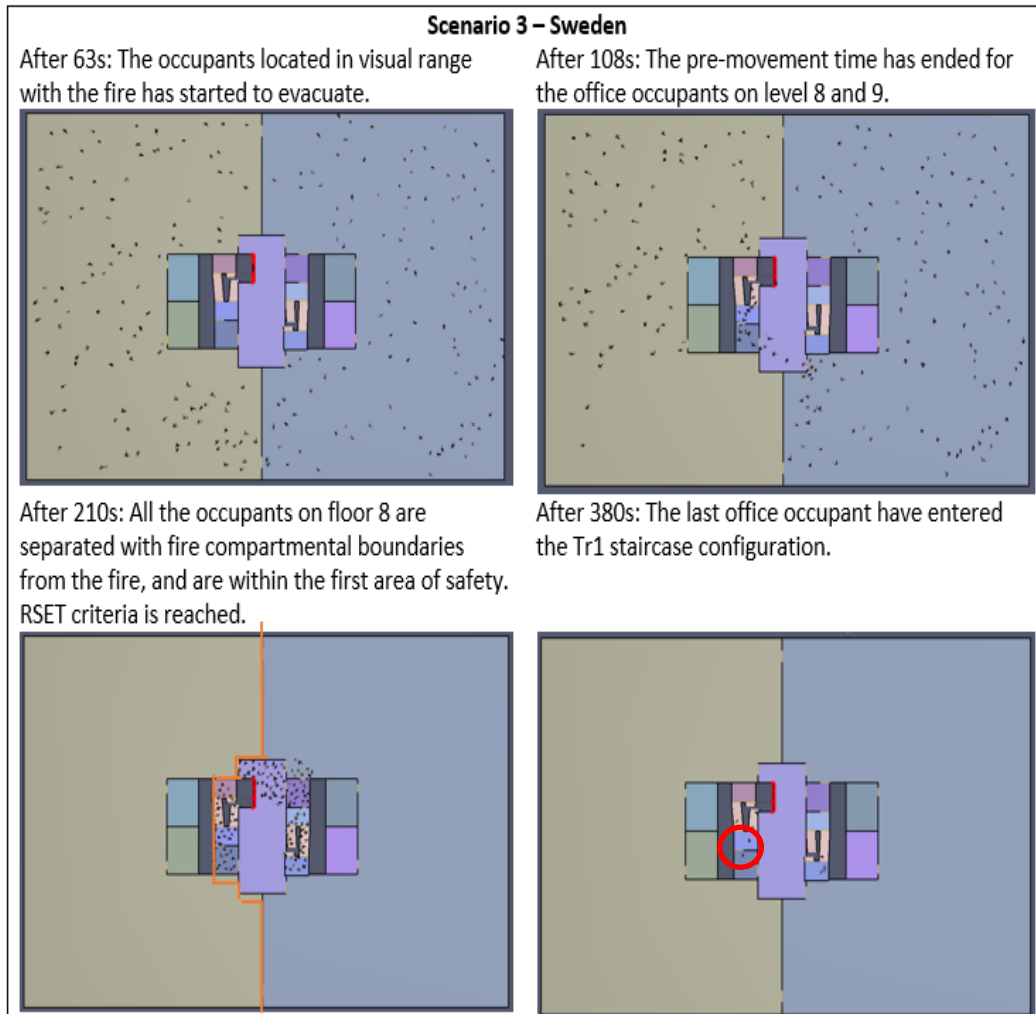 Scenario 3 – Sweden
After 63s: The occupants located in visual range
with the fire has started to evacuate.
After 108s: The pre-movement time has ended for
the office occupants on level 8 and 9.
After 210s: All the occupants on floor 8 are
separated with fire compartmental boundaries
from the fire, and are within the first area of safety.
RSET criteria is reached.
After 380s: The last office occupant have entered
the Tr1 staircase configuration.